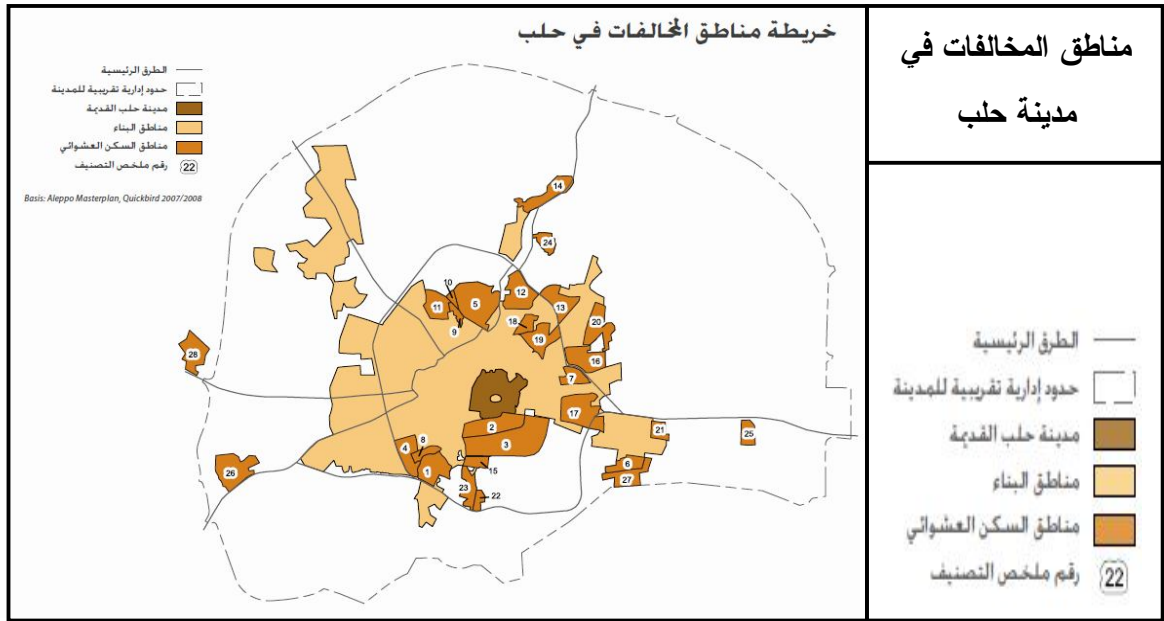 خريطة مناطق المخالفات في حلب
الطرق الرئيسية
حدود إدارية تقريبية للمدينة
مدينة حلب القديمة
مناطق البناء
مناطق السكن العشوائي
رقم ملخص التصنيف 22
Basis: Aleppo Masterplan, Quickbird 2007/2008
14
24
10
11
5
12
13
9
18
19
20
16
28
7
17
2
3
21
25
4
8
1
15
6
27
26
23
22
مناطق المخالفات في
مدينة حلب
الطرق الرئيسية
حدود إدارية تقريبية للمدينة
مدينة حلب القديمة
مناطق البناء
مناطق السكن العشوائي
رقم ملخص التصنيف 22